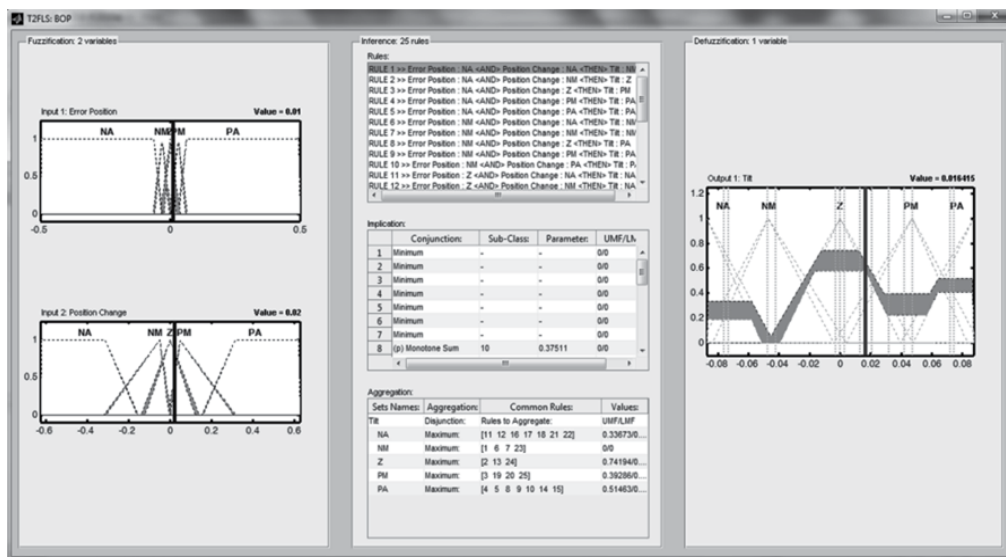 T2FLS: BOP
Fuzzification: 2 variables
Input 1: Error Position Value = 0.01
NA NM PM PA
1
0.5
0
-0.5 0 0.5
Input 2: Position Change Value = 0.02
NA NM Z PM PA
1
0.5
0
-0.6 -0.4 -0.2 0 0.2 0.4 0.6
Inference: 25 rules
Rules:
RULE 1 >> Error Position : NA <AND> Position Change : NA <THEN> Tilt : NM
RULE 2 >> Error Position : NA <AND> Position Change : NM <THEN> Tilt : Z
RULE 3 >> Error Position : NA <AND> Position Change : Z <THEN> Tilt : PM
RULE 4 >> Error Position : NA <AND> Position Change : PM <THEN> Tilt : PA
RULE 5 >> Error Position : NA <AND> Position Change : PA <THEN> Tilt : PA
RULE 6 >> Error Position : NM <AND> Position Change : NA <THEN> Tilt : NM
RULE 7 >> Error Position : NM <AND> Position Change : NM <THEN> Tilt : NM
RULE 8 >> Error Position : NM <AND> Position Change : Z <THEN> Tilt : PA
RULE 9 >> Error Position : NM <AND> Position Change : PM <THEN> Tilt : PA
RULE 10 >> Error Position : NM <AND> Position Change : PA <THEN> Tilt : PA
RULE 11 >> Error Position : Z <AND> Position Change : NA <THEN> Tilt : NA
RULE 12 >> Error Position : Z <AND> Position Change : NM <THEN> Tilt : NA
Implication:
Conjunction: Sub-Class: Parameter: UMF/LM
1 Minimum - - 0/0
2 Minimum - - 0/0
3 Minimum - - 0/0
4 Minimum - - 0/0
5 Minimum - - 0/0
6 Minimum - - 0/0
7 Minimum - - 0/0
8 (p) Monotone Sum 10 0.37511 0/0
Aggregation:
Sets Names: Aggregation: Common Rules: Values:
Tilt Disjunction: Rules to Aggregate: UMF/LMF
NA Maximum: [11 12 16 17 18 21 22] 0.33673/0....
NM Maximum: [1 6 7 23] 0/0
Z Maximum: [2 13 24] 0.74194/0....
PM Maximum: [3 19 20 25] 0.39286/0....
PA Maximum: [4 5 8 9 10 14 15] 0.51463/0....
Defuzzification: 1 variable
Output 1: Tilt Value = 0.016415
NA NM Z PM PA
1.2
1
0.8
0.6
0.4
0.2
0
-0.08 -0.06 -0.04 -0.02 0 0.02 0.04 0.06 0.08